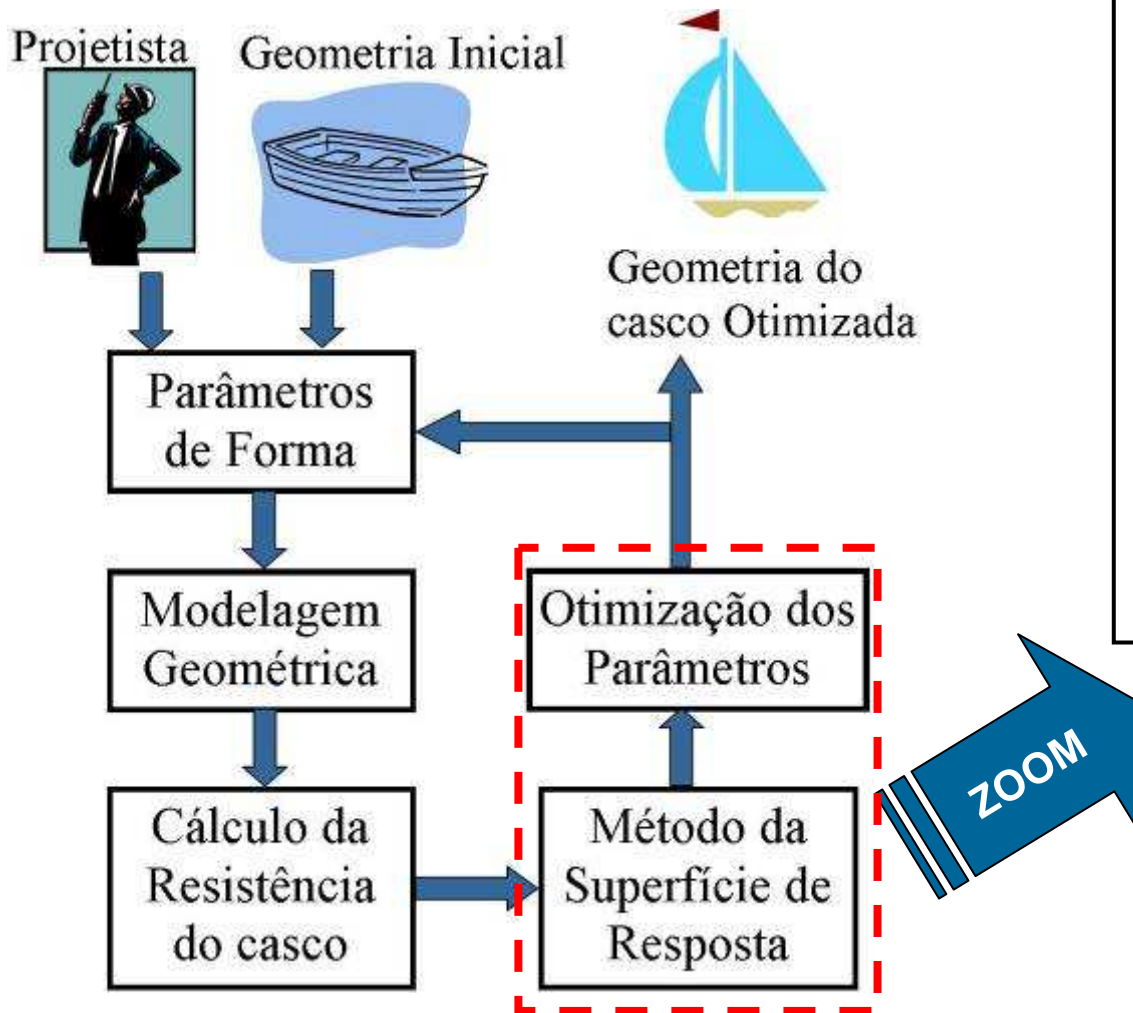 Projetista
Geometria Inicial
Geometria do
casco Otimizada
Parâmetros
de Forma
Modelagem
Geométrica
Otimização dos
Parâmetros
Cálculo da
Resistência
do casco
Método da
Superfície de
Resposta
ZOOM